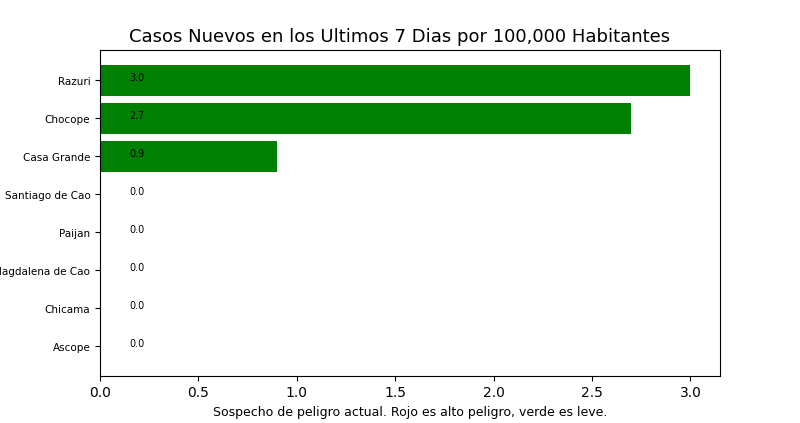 Casos Nuevos en los Ultimos 7 Dias por 100,000 Habitantes
Razuri 3.0
Chocope 2.7
Casa Grande 0.9
Santiago de Cao 0.0
Paijan 0.0
lagdalena de Cao 0.0
Chicama 0.0
Ascope 0.0
0.0 0.5 1.0 1.5 2.0 2.5 3.0
Sospecho de peligro actual. Rojo es alto peligro, verde es leve.